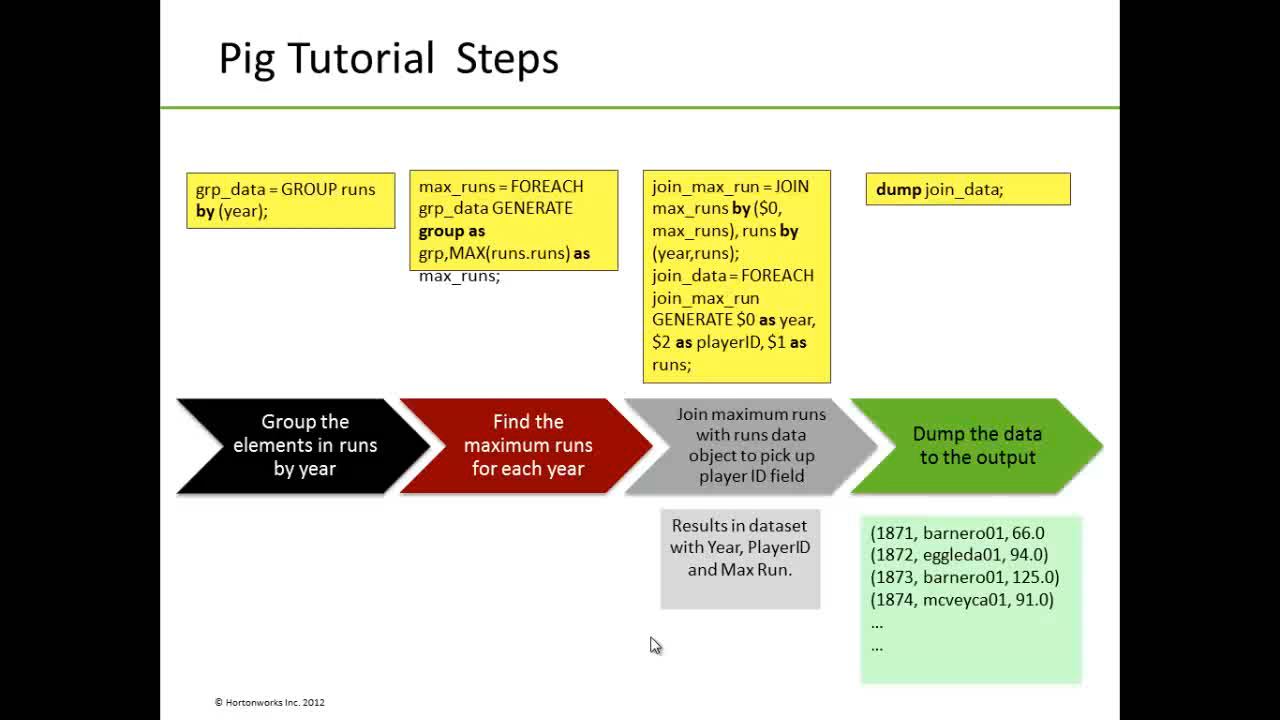 Pig Tutorial Steps
grp_data = GROUP runs
by (year);
max_runs = FOREACH
grp_data GENERATE
group as
grp,MAX(runs.runs) as
max_runs;
join_max_run = JOIN
max_runs by ($0,
max_runs), runs by
(year,runs);
join_data = FOREACH
join_max_run
GENERATE $0 as year,
$2 as playerID, $1 as
runs;
dump join_data;
Group the
elements in runs
by year
Find the
maximum runs
for each year
Join maximum runs
with runs data
object to pick up
player ID field
Dump the data
to the output
Results in dataset
with Year, PlayerID
and Max Run.
(1871, barnero01, 66.0
(1872, eggleda01, 94.0)
(1873, barnero01, 125.0)
(1874, mcveyca01, 91.0)
...
...
© Hortonworks Inc. 2012